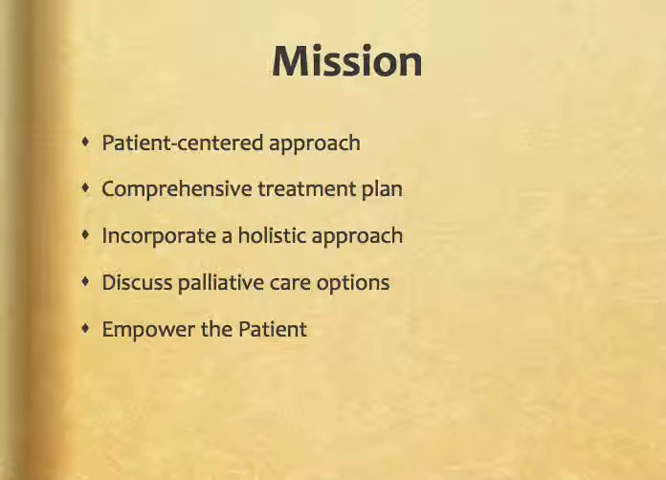 Mission
♦ Patient-centered approach
♦ Comprehensive treatment plan
♦ Incorporate a holistic approach
♦ Discuss palliative care options
♦ Empower the Patient